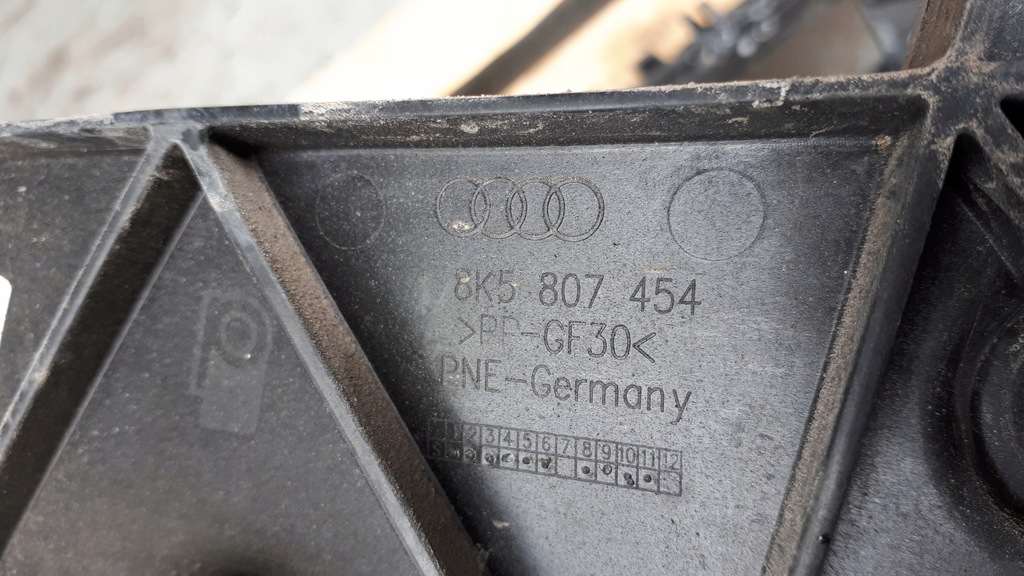 8K5 807 454
>PP-GF30<
PNE-Germany
1 2 3 4 5 6 7 8 9 10 11 12